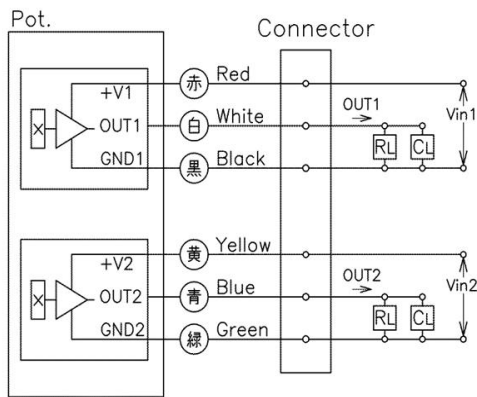 Pot.
Connector
+V1
赤 Red
X
OUT1
白 White
OUT1
Vin1
GND1
黒 Black
RL
CL
+V2
黄 Yellow
X
OUT2
青 Blue
OUT2
Vin2
GND2
緑 Green
RL
CL